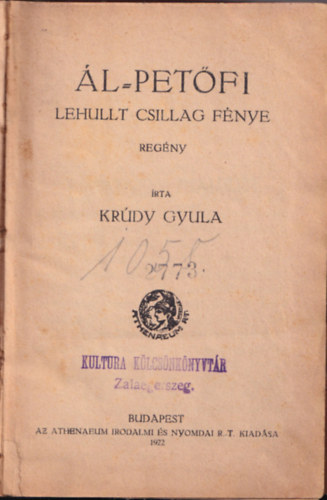 ÁL=PETŐFI
LEHULLT CSILLAG FÉNYE
REGÉNY
ÍRTA
KRÚDY GYULA
1055
2773.
ATHENAEUM R.T.
KULTURA KÖLCSÖNKÖNYVTÁR
Zalaegerszeg.
BUDAPEST
AZ ATHENAEUM IRODALMI ÉS NYOMDAI R.-T. KIADÁSA
1922